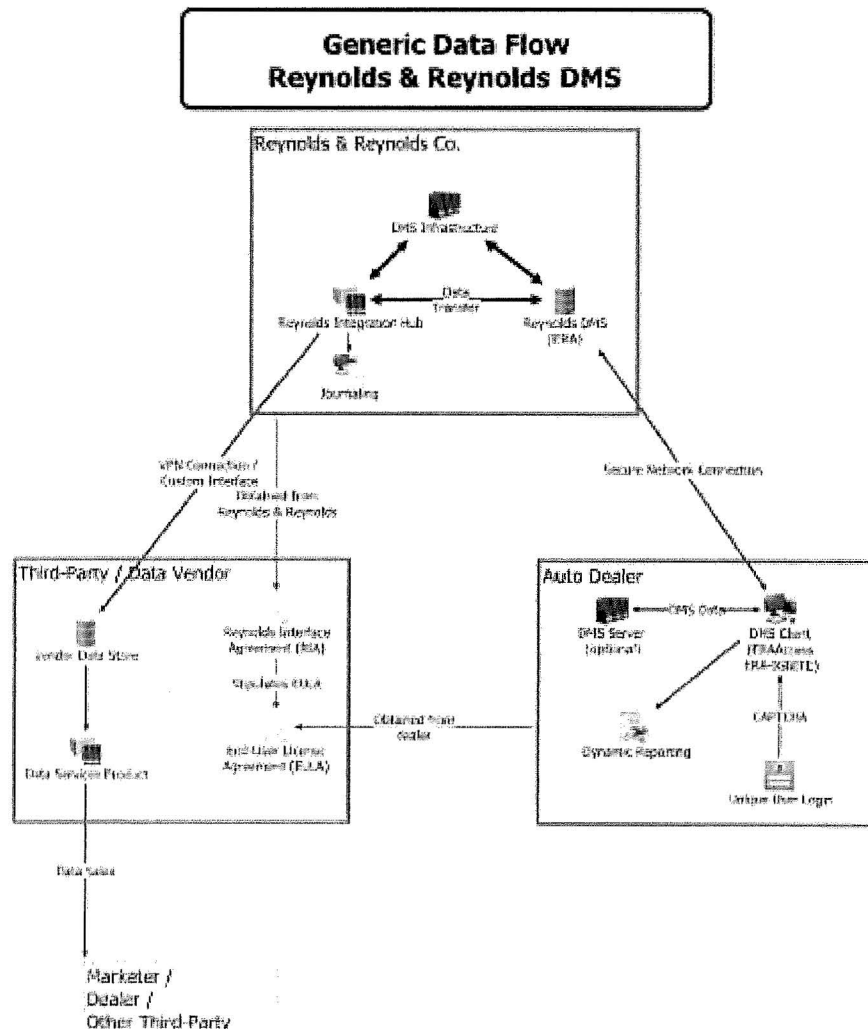 Generic Data Flow
Reynolds & Reynolds DMS
Reynolds & Reynolds Co.
DMS Infrastructure
Data
Transfer
Reynolds Integration Hub
Reynolds DMS
(ERA)
Journaling
VPN Connection /
Custom Interface
Secure Network Connection
Obtained from
Reynolds & Reynolds
Third-Party / Data Vendor
Auto Dealer
Vendor Data Store
Reynolds Interface
Agreement (RIA)
Stipulates EULA
End-User License
Agreement (EULA)
Data Services Product
Obtained from
dealer
DMS Server
(optional)
DMS Data
DMS Client
(ERAAccess
Dynamic Reporting
CAPTCHA
Unique User Login
Data Sales
Marketer /
Dealer /
Other Third-Party